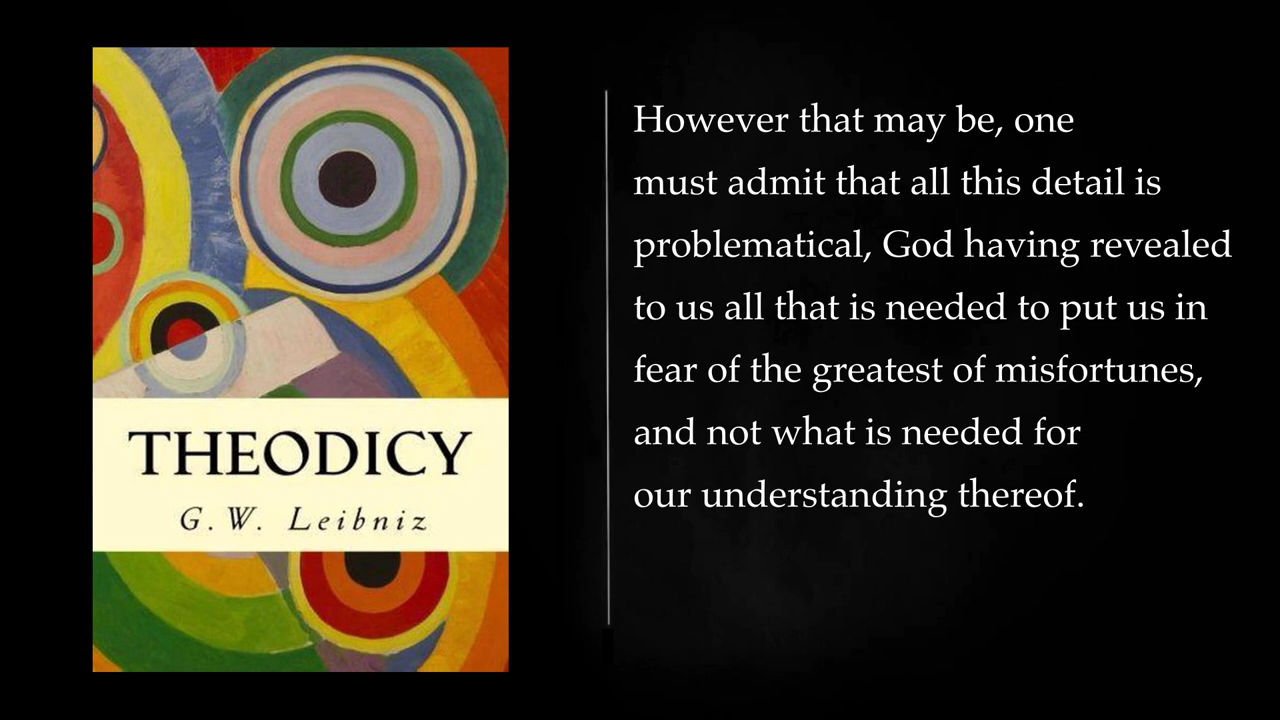 THEODICY
G. W. Leibniz
However that may be, one
must admit that all this detail is
problematical, God having revealed
to us all that is needed to put us in
fear of the greatest of misfortunes,
and not what is needed for
our understanding thereof.